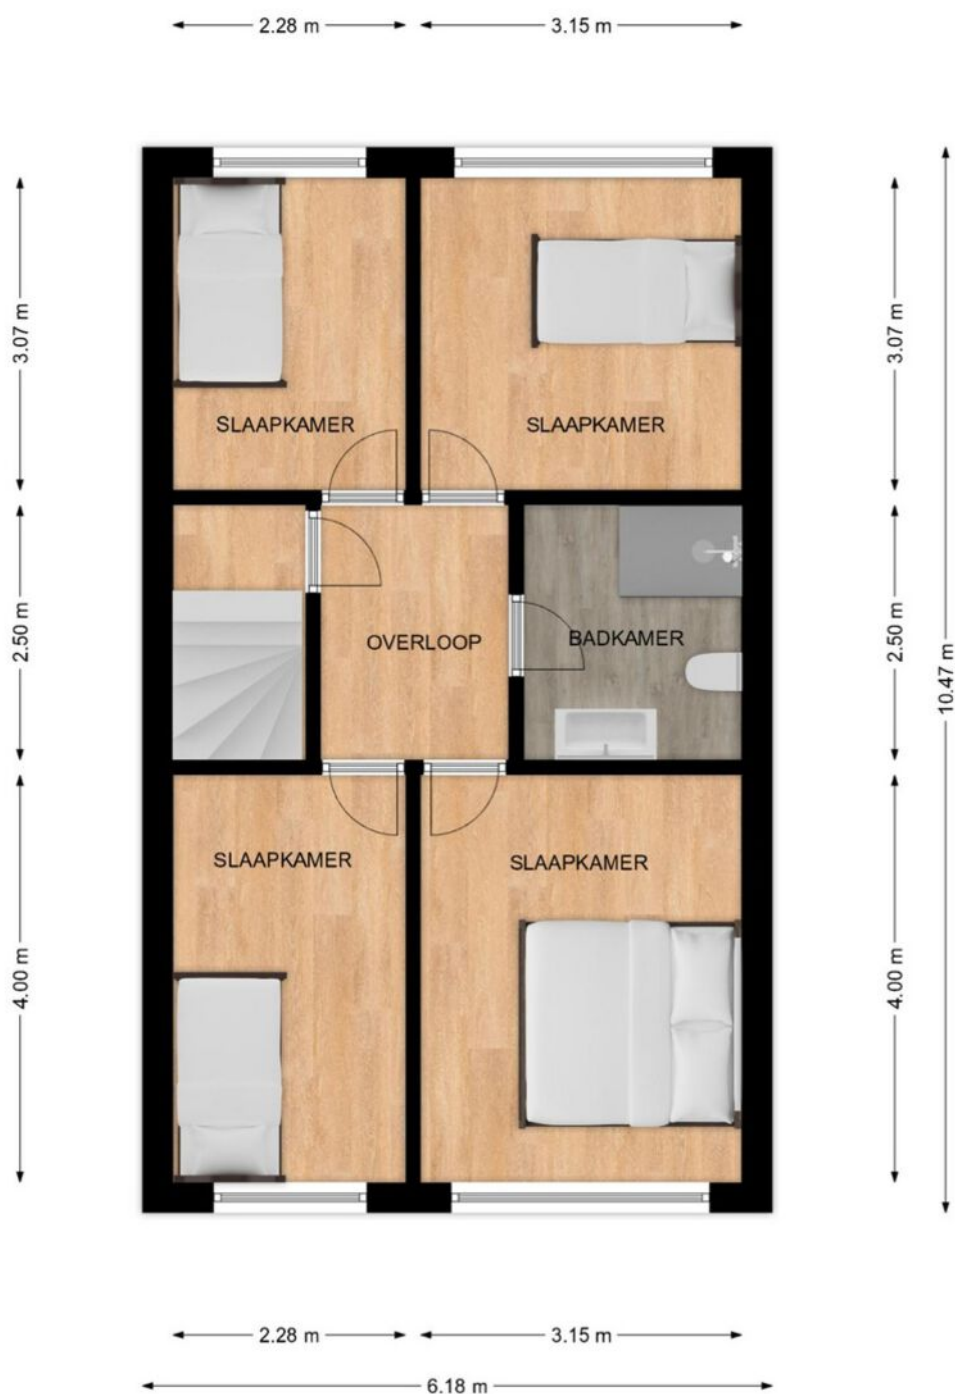 2.28 m
3.15 m
3.07 m
3.07 m
SLAAPKAMER
SLAAPKAMER
2.50 m
OVERLOOP
BADKAMER
2.50 m
10.47 m
SLAAPKAMER
SLAAPKAMER
4.00 m
4.00 m
2.28 m
3.15 m
6.18 m